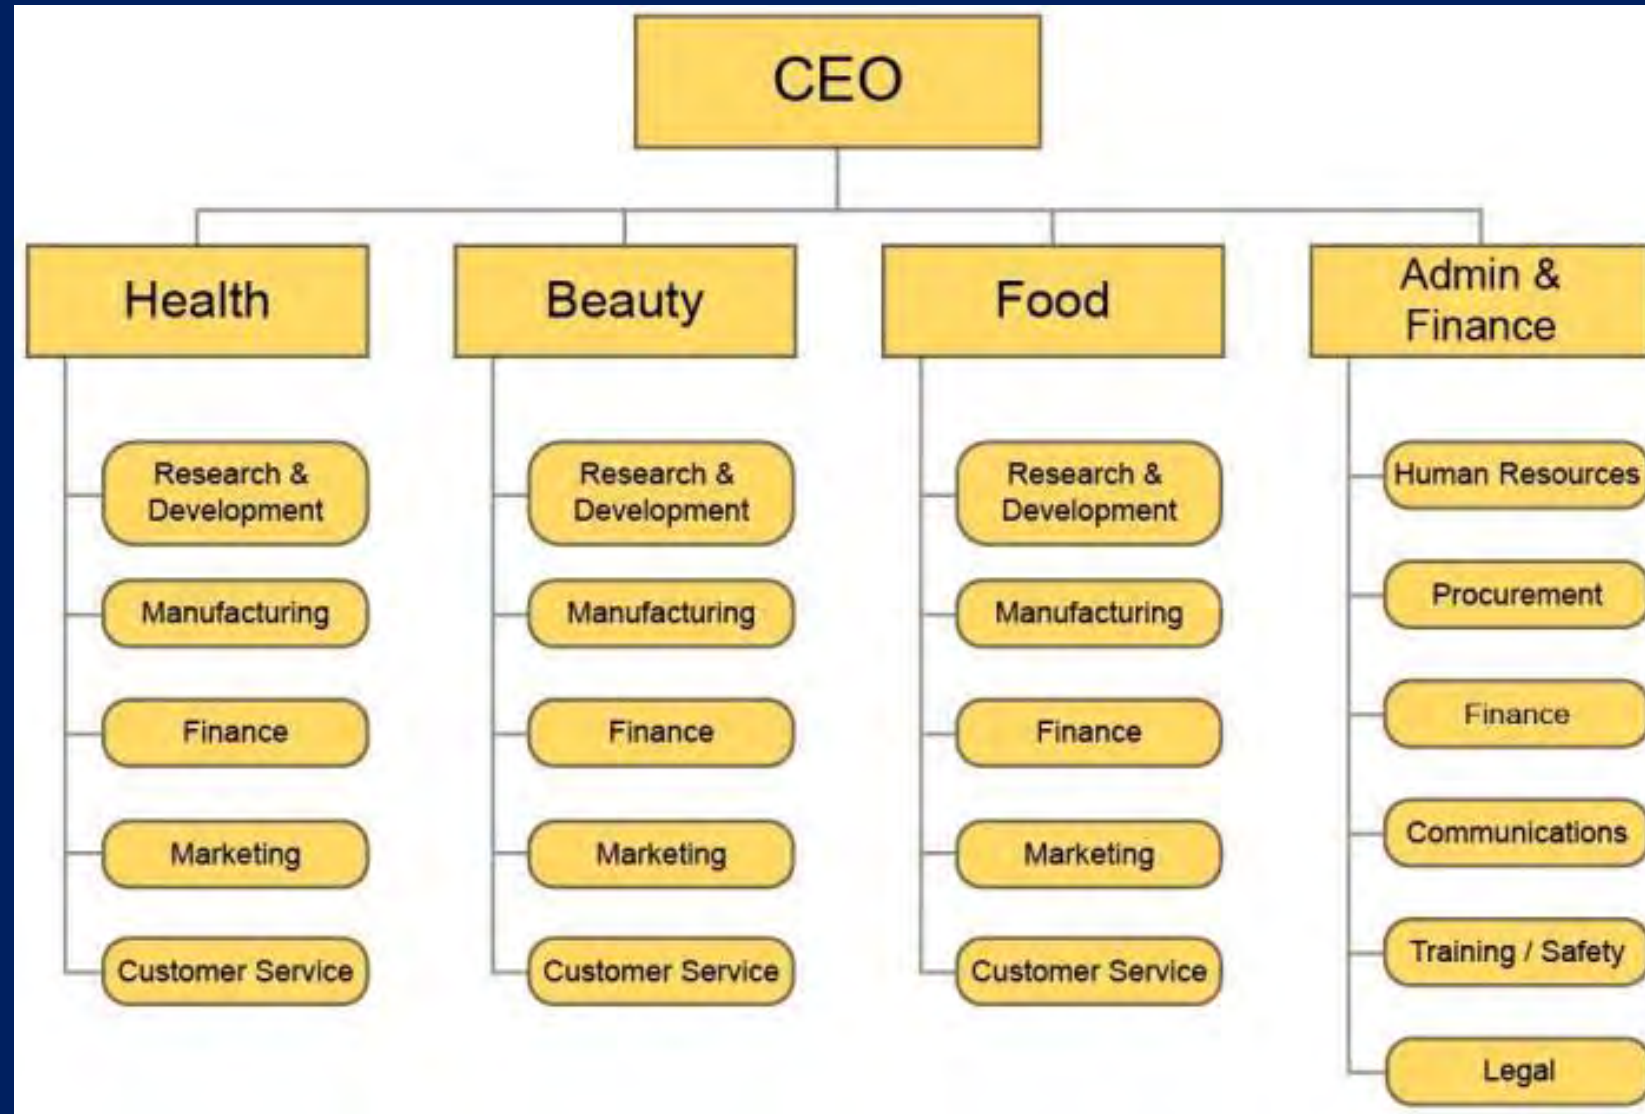 CEO
Health
Beauty
Food
Admin &
Finance
Research &
Development
Manufacturing
Finance
Marketing
Customer Service
Research &
Development
Manufacturing
Finance
Marketing
Customer Service
Research &
Development
Manufacturing
Finance
Marketing
Customer Service
Human Resources
Procurement
Finance
Communications
Training / Safety
Legal